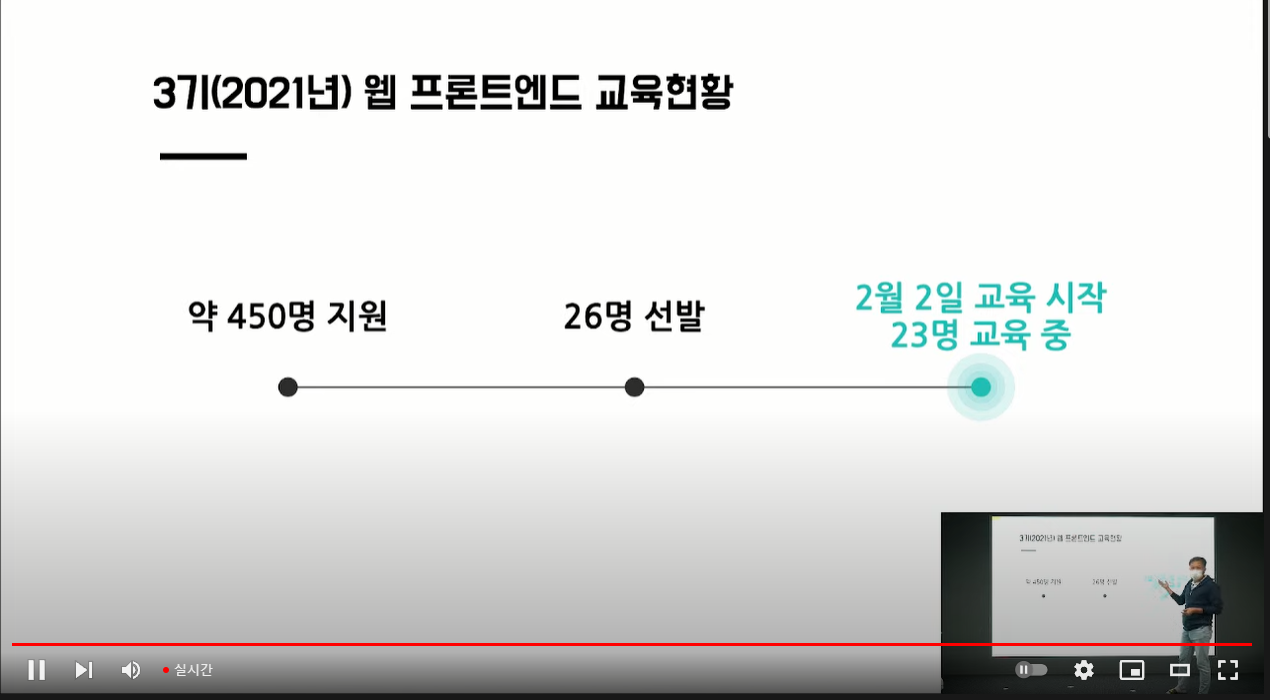 3기(2021년) 웹 프론트엔드 교육현황
약 450명 지원
26명 선발
2월 2일 교육 시작
23명 교육 중
3기(2021년) 웹 프론트엔드 교육현황
약 450명 지원
26명 선발
실시간